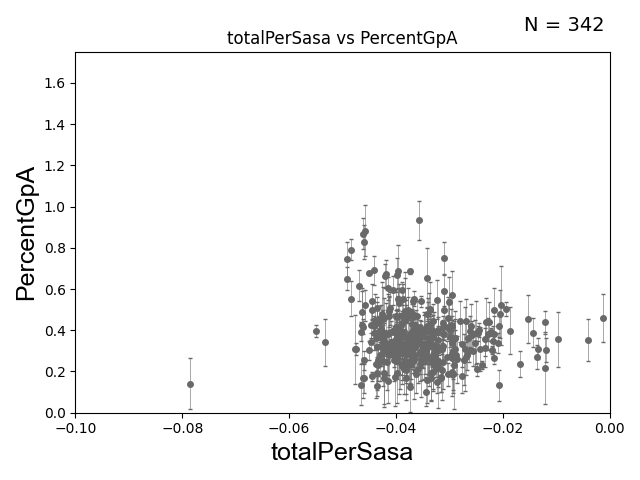 N = 342
totalPerSasa vs PercentGpA
PercentGpA
1.6
1.4
1.2
1.0
0.8
0.6
0.4
0.2
0.0
−0.10 −0.08 −0.06 −0.04 −0.02 0.00
totalPerSasa